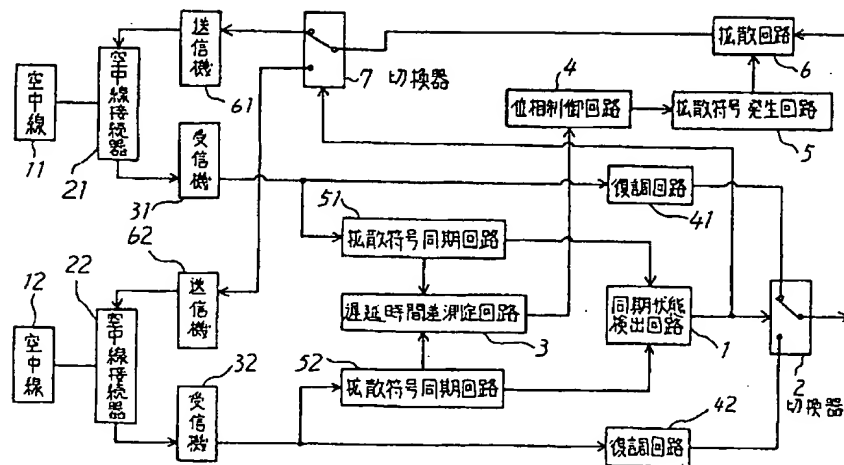 送信機
61
7 切換器
拡散回路
6
4
位相制御回路
拡散符号発生回路
5
空中線
11
空中線接続器
21
受信機
31
復調回路
41
51
拡散符号同期回路
62
送信機
遅延時間差測定回路
3
同期状態
検出回路
1
2
切換器
12
空中線
22
空中線接続器
32
受信機
52
拡散符号同期回路
42
復調回路